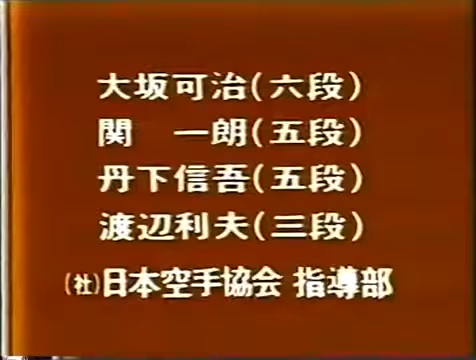 大坂可治(六段)
関　一朗(五段)
丹下信吾(五段)
渡辺利夫(三段)
(社)日本空手協会 指導部